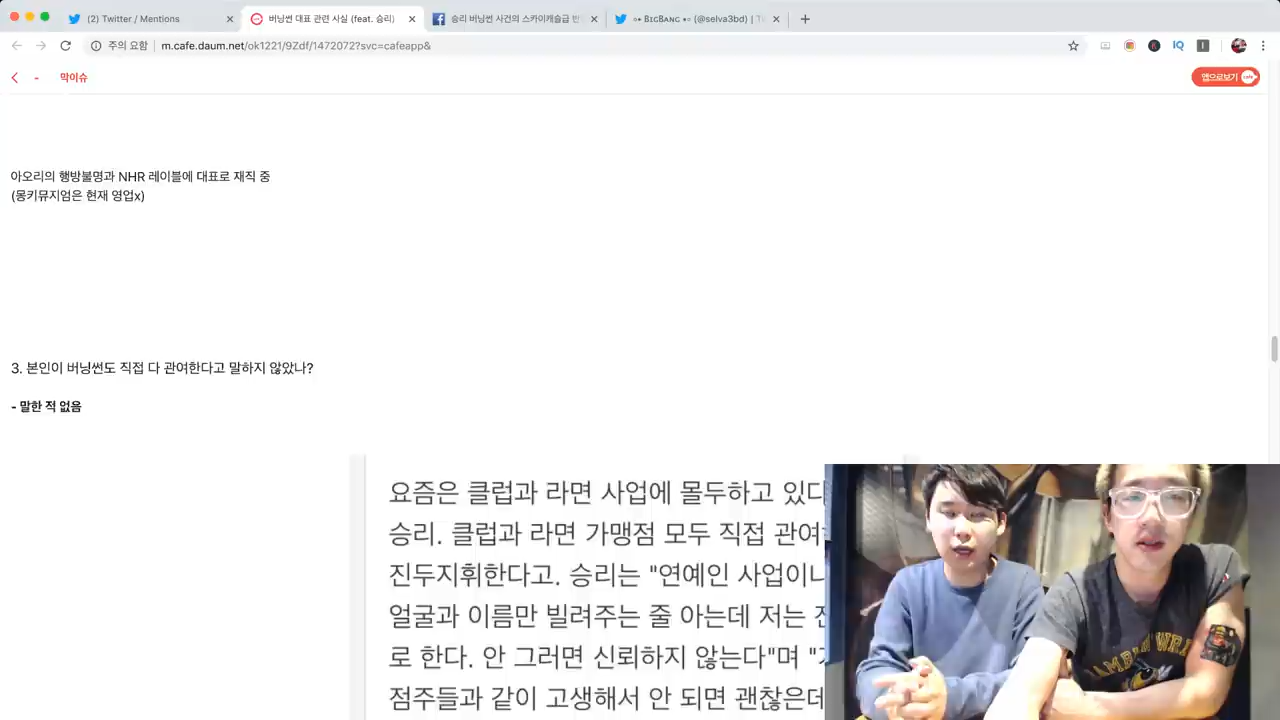 (2) Twitter / Mentions
버닝썬 대표 관련 사실 (feat. 승리)
승리 버닝썬 사건의 스카이캐슬급 반
(@selva3bd) | T
주의 요함
m.cafe.daum.net/ok1221/9Zdf/1472072?svc=cafeapp&
IQ
-
막이슈
앱으로보기
아오리의 행방불명과 NHR 레이블에 대표로 재직 중
(몽키뮤지엄은 현재 영업x)
3. 본인이 버닝썬도 직접 다 관여한다고 말하지 않았나?
- 말한 적 없음
요즘은 클럽과 라면 사업에 몰두하고 있다
승리. 클럽과 라면 가맹점 모두 직접 관여
진두지휘한다고. 승리는 "연예인 사업이니
얼굴과 이름만 빌려주는 줄 아는데 저는
로 한다. 안 그러면 신뢰하지 않는다"며
점주들과 같이 고생해서 안 되면 괜찮은데